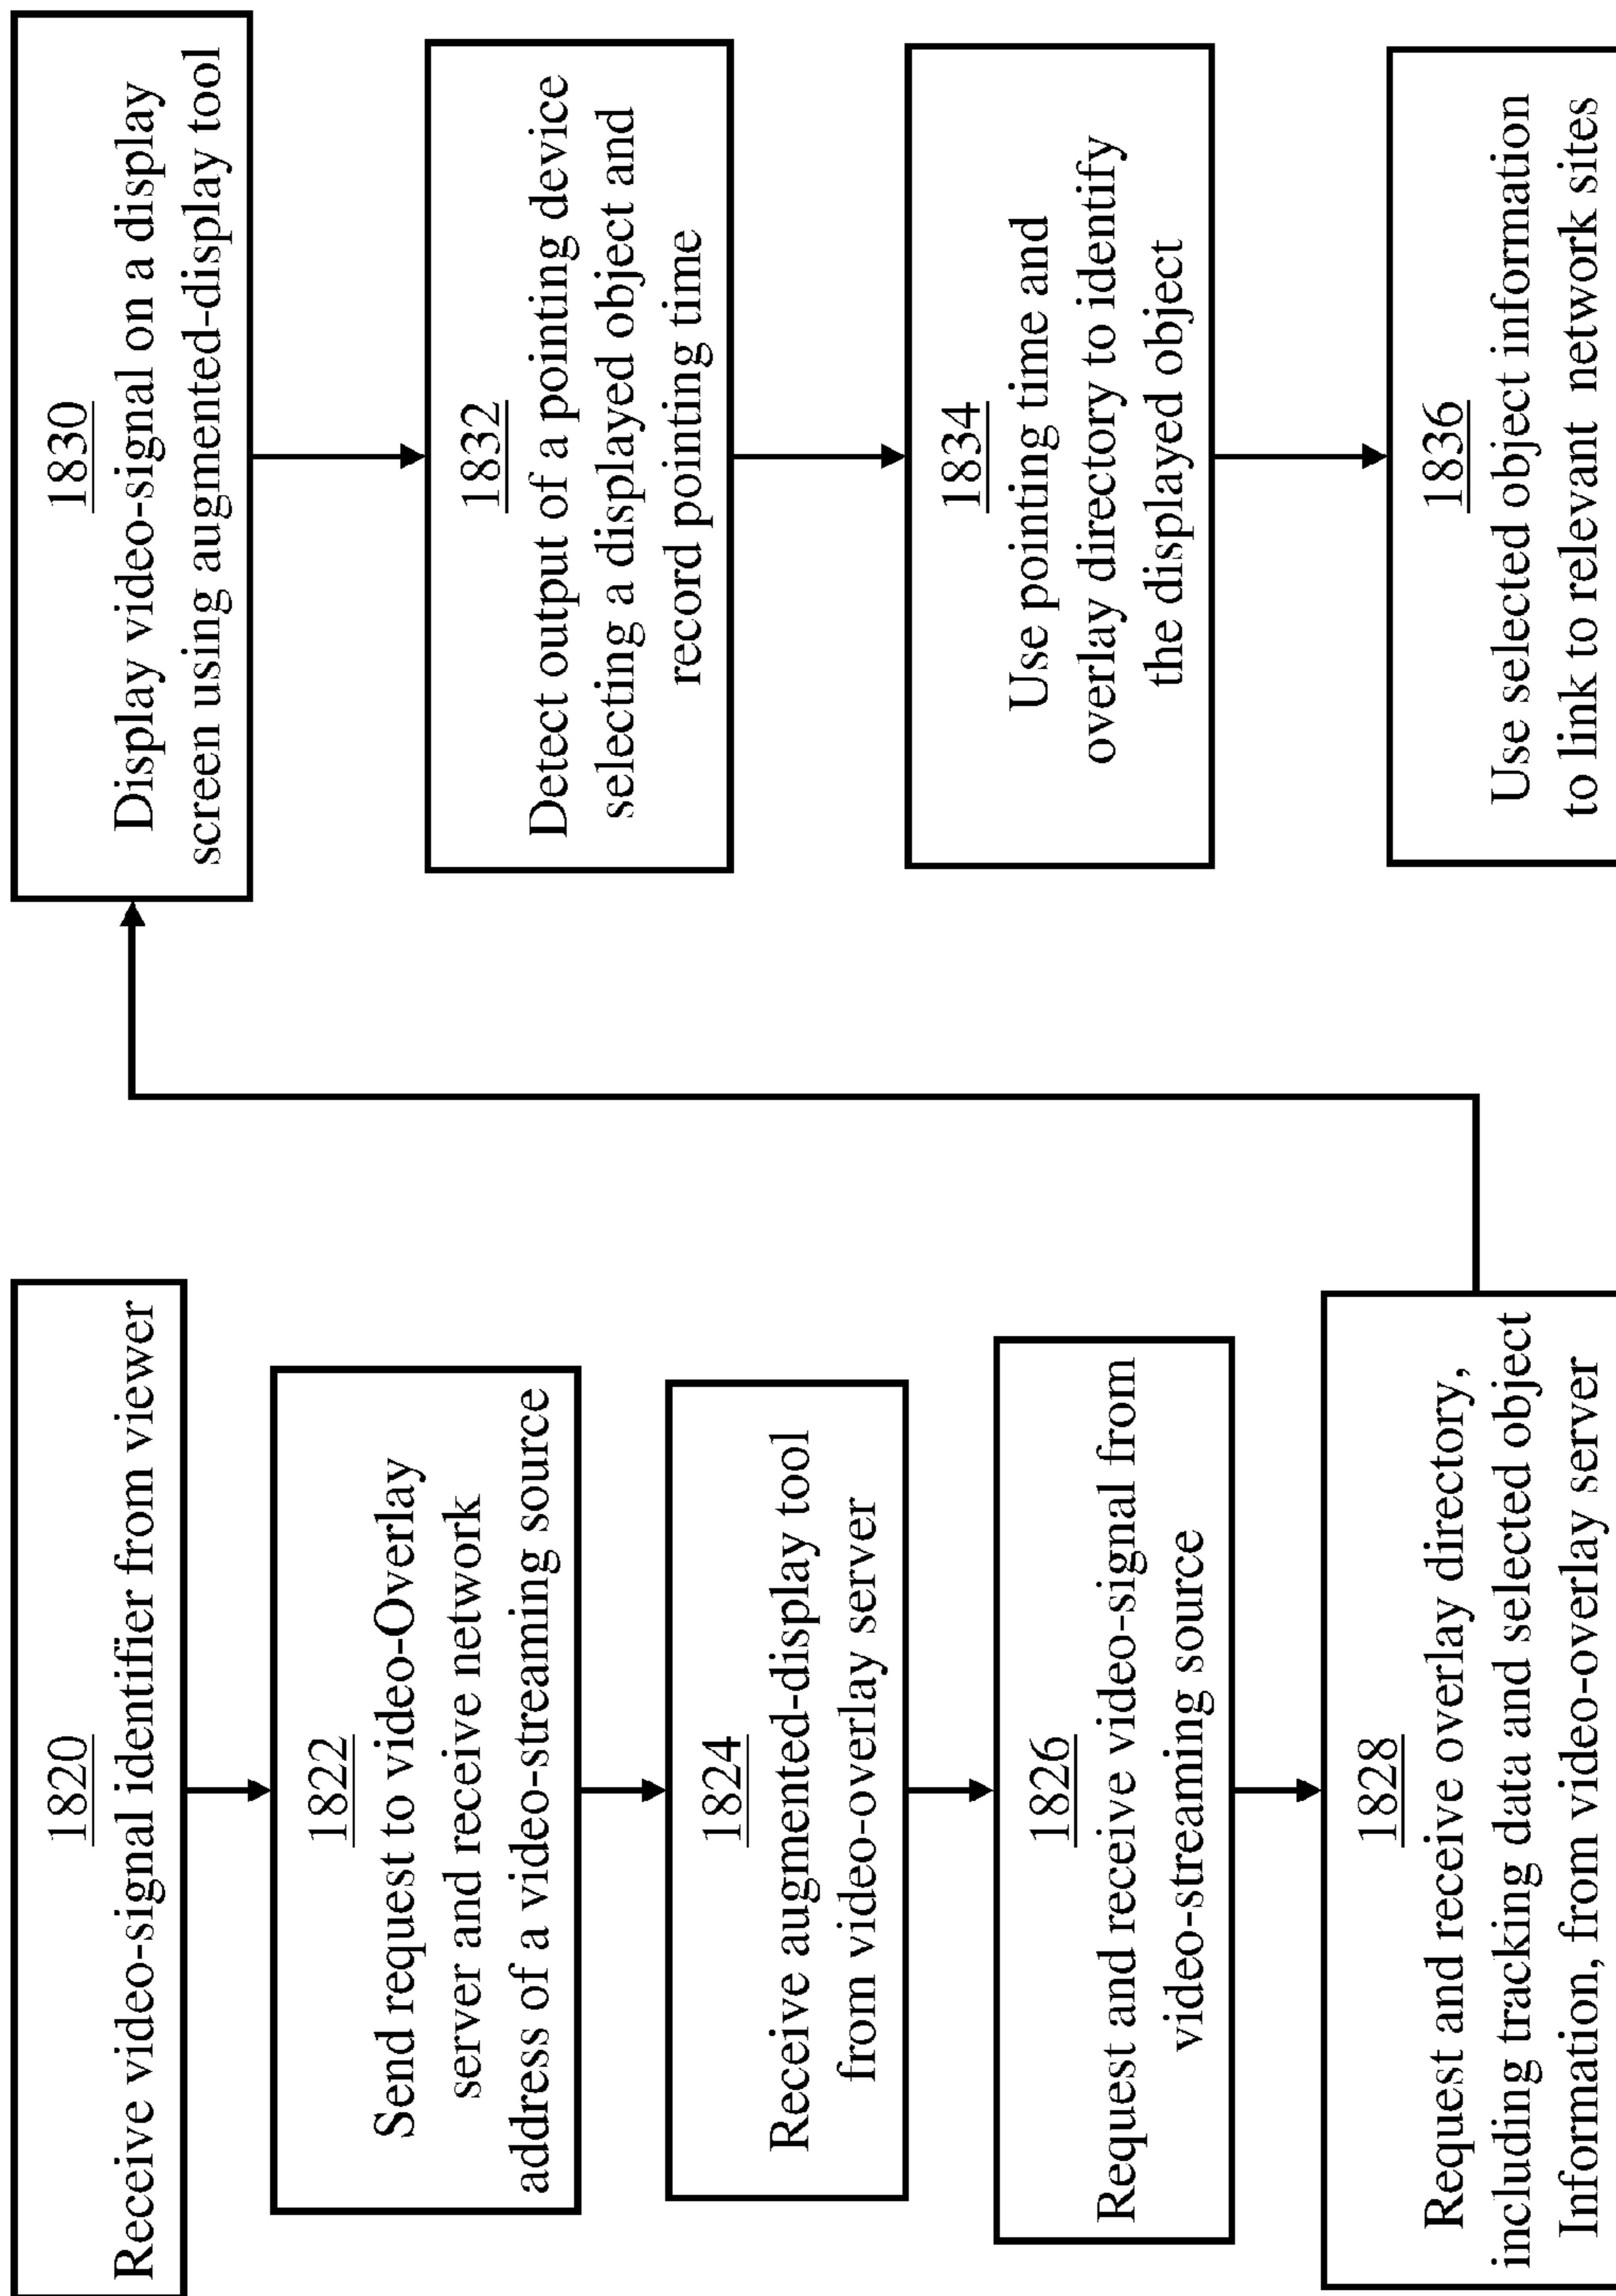 1820
Receive video-signal identifier from viewer
1822
Send request to video-Overlay
server and receive network
address of a video-streaming source
1824
Receive augmented-display tool
from video-overlay server
1826
Request and receive video-signal from
video-streaming source
1828
Request and receive overlay directory,
including tracking data and selected object
Information, from video-overlay server
1830
Display video-signal on a display
screen using augmented-display tool
1832
Detect output of a pointing device
selecting a displayed object and
record pointing time
1834
Use pointing time and
overlay directory to identify
the displayed object
1836
Use selected object information
to link to relevant network sites